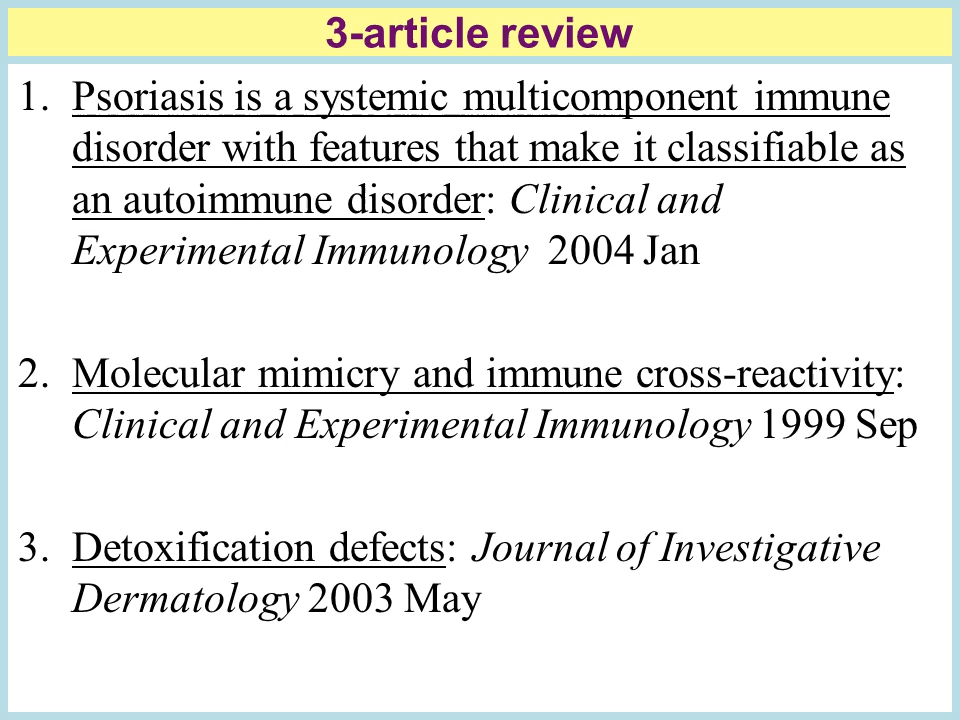 3-article review
1. Psoriasis is a systemic multicomponent immune
disorder with features that make it classifiable as
an autoimmune disorder: Clinical and
Experimental Immunology 2004 Jan
2. Molecular mimicry and immune cross-reactivity:
Clinical and Experimental Immunology 1999 Sep
3. Detoxification defects: Journal of Investigative
Dermatology 2003 May